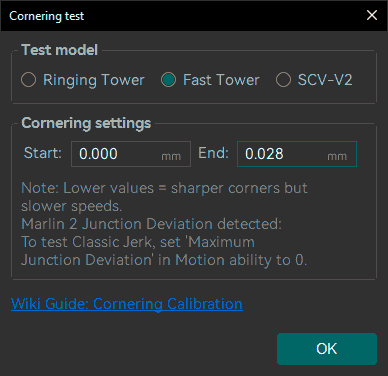 Cornering test
Test model
Ringing Tower Fast Tower SCV-V2
Cornering settings
Start: 0.000 mm End: 0.028 mm
Note: Lower values = sharper corners but
slower speeds.
Marlin 2 Junction Deviation detected:
To test Classic Jerk, set 'Maximum
Junction Deviation' in Motion ability to 0.
Wiki Guide: Cornering Calibration
OK